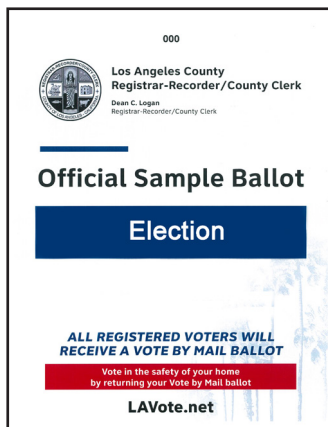 000
Los Angeles County
Registrar-Recorder/County Clerk
Dean C. Logan
Registrar-Recorder/County Clerk
Official Sample Ballot
Election
ALL REGISTERED VOTERS WILL
RECEIVE A VOTE BY MAIL BALLOT
Vote in the safety of your home
by returning your Vote by Mail ballot
LAVote.net